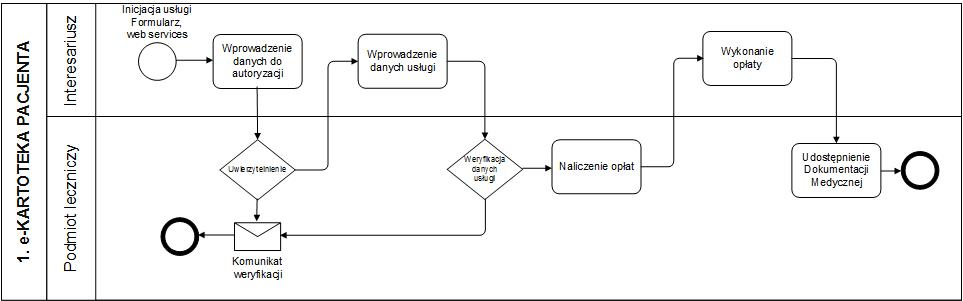 1. e-KARTOTEKA PACJENTA
Interesariusz
Inicjacja usługi
Formularz,
web services
Wprowadzenie
danych do
autoryzacji
Wprowadzenie
danych usługi
Wykonanie
opłaty
Podmiot leczniczy
Uwierzytelnienie
Weryfikacja
danych
usługi
Naliczenie opłat
Udostępnienie
Dokumentacji
Medycznej
Komunikat
weryfikacji